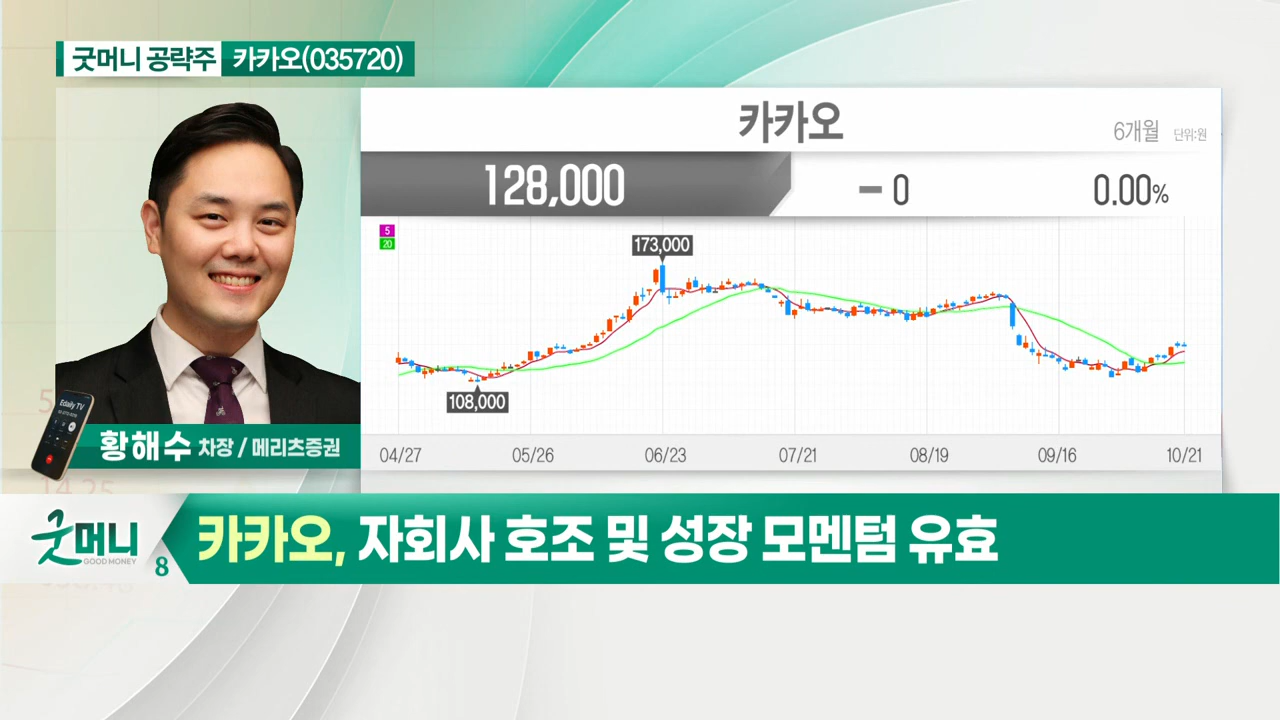 굿머니 공략주 카카오(035720)
카카오
6개월 단위:원
128,000 0 0.00%
5
20
173,000
108,000
04/27 05/26 06/23 07/21 08/19 09/16 10/21
Edaily TV
황해수 차장 / 메리츠증권
굿머니
GOOD MONEY
8
카카오, 자회사 호조 및 성장 모멘텀 유효